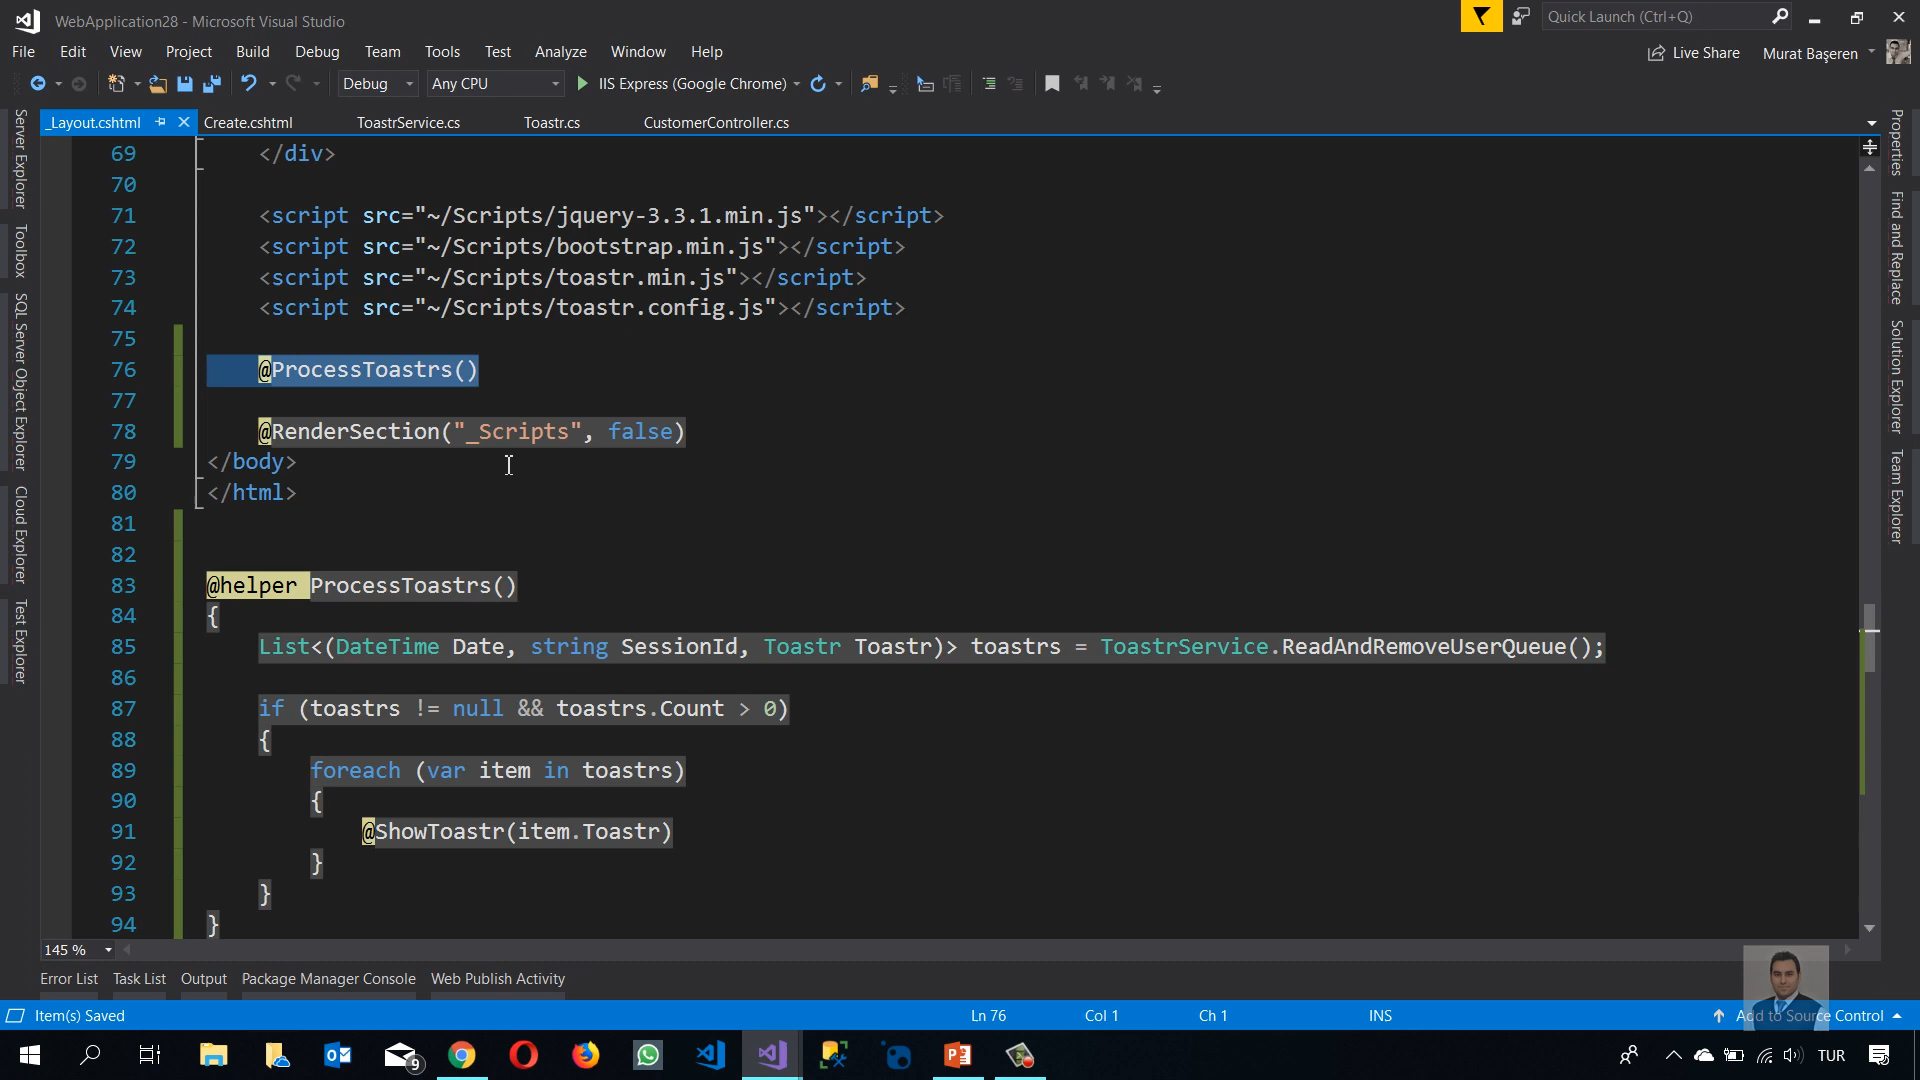 WebApplication28 - Microsoft Visual Studio
Quick Launch (Ctrl+Q)
File Edit View Project Build Debug Team Tools Test Analyze Window Help
Live Share Murat Başeren
Debug Any CPU IIS Express (Google Chrome)
_Layout.cshtml Create.cshtml ToastrService.cs Toastr.cs CustomerController.cs
Server Explorer
Toolbox
SQL Server Object Explorer
Cloud Explorer
Test Explorer
69 </div>
70
71 <script src="~/Scripts/jquery-3.3.1.min.js"></script>
72 <script src="~/Scripts/bootstrap.min.js"></script>
73 <script src="~/Scripts/toastr.min.js"></script>
74 <script src="~/Scripts/toastr.config.js"></script>
75
76 @ProcessToastrs()
77
78 @RenderSection("_Scripts", false)
79 </body>
80 </html>
81
82
83 @helper ProcessToastrs()
84 {
85 List<(DateTime Date, string SessionId, Toastr Toastr)> toastrs = ToastrService.ReadAndRemoveUserQueue();
86
87 if (toastrs != null && toastrs.Count > 0)
88 {
89 foreach (var item in toastrs)
90 {
91 @ShowToastr(item.Toastr)
92 }
93 }
94 }
Properties
Find and Replace
Solution Explorer
Team Explorer
145 %
Error List Task List Output Package Manager Console Web Publish Activity
Item(s) Saved Ln 76 Col 1 Ch 1 INS Add to Source Control
9 TUR